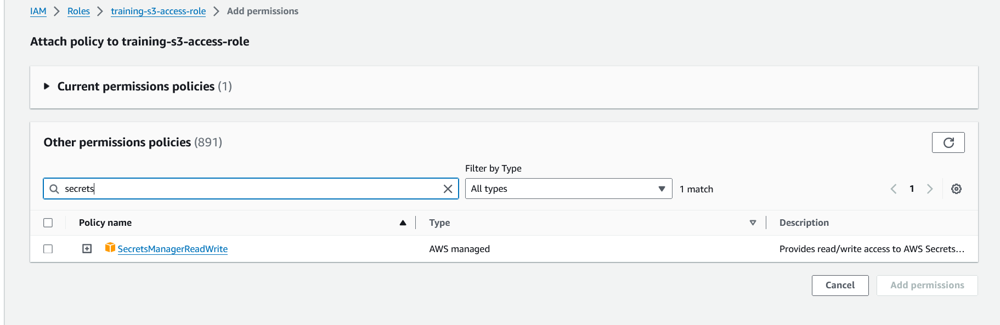 IAM > Roles > training-s3-access-role > Add permissions
Attach policy to training-s3-access-role
Current permissions policies (1)
Other permissions policies (891)
Filter by Type
secrets
All types
1 match
1
Policy name
Type
Description
SecretsManagerReadWrite
AWS managed
Provides read/write access to AWS Secrets...
Cancel
Add permissions